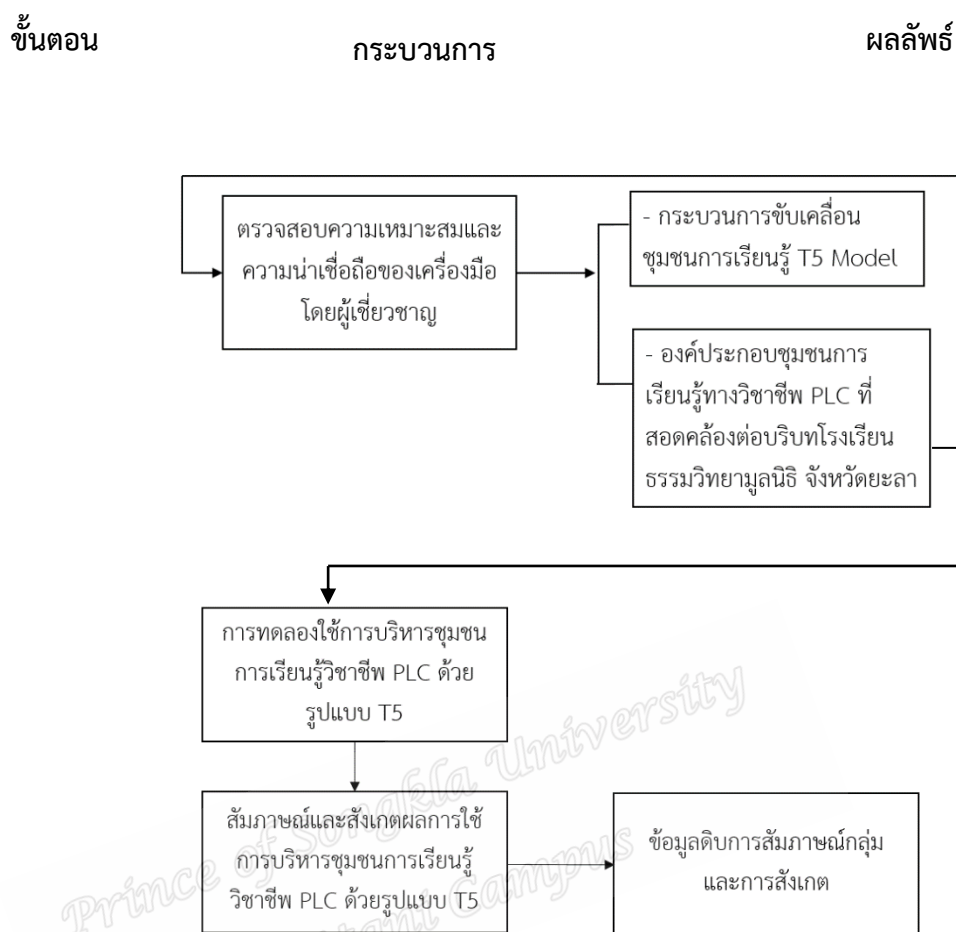 ขั้นตอน
กระบวนการ
ผลลัพธ์
ตรวจสอบความเหมาะสมและ
ความน่าเชื่อถือของเครื่องมือ
โดยผู้เชี่ยวชาญ
- กระบวนการขับเคลื่อน
ชุมชนการเรียนรู้ T5 Model
- องค์ประกอบชุมชนการ
เรียนรู้ทางวิชาชีพ PLC ที่
สอดคล้องต่อบริบทโรงเรียน
ธรรมวิทยามูลนิธิ จังหวัดยะลา
การทดลองใช้การบริหารชุมชน
การเรียนรู้วิชาชีพ PLC ด้วย
รูปแบบ T5
สัมภาษณ์และสังเกตผลการใช้
การบริหารชุมชนการเรียนรู้
วิชาชีพ PLC ด้วยรูปแบบ T5
ข้อมูลดิบการสัมภาษณ์กลุ่ม
และการสังเกต
Prince of Songkla University
Pattani Campus